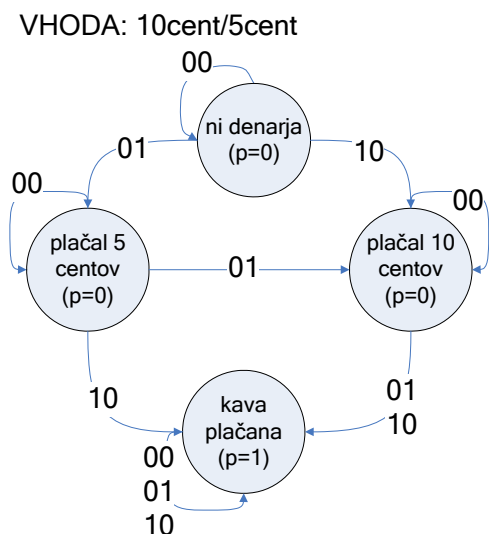 VHODA: 10cent/5cent
00
ni denarja
(p=0)
01
10
00
00
plačal 5
centov
(p=0)
01
plačal 10
centov
(p=0)
10
01
10
kava
plačana
(p=1)
00
01
10